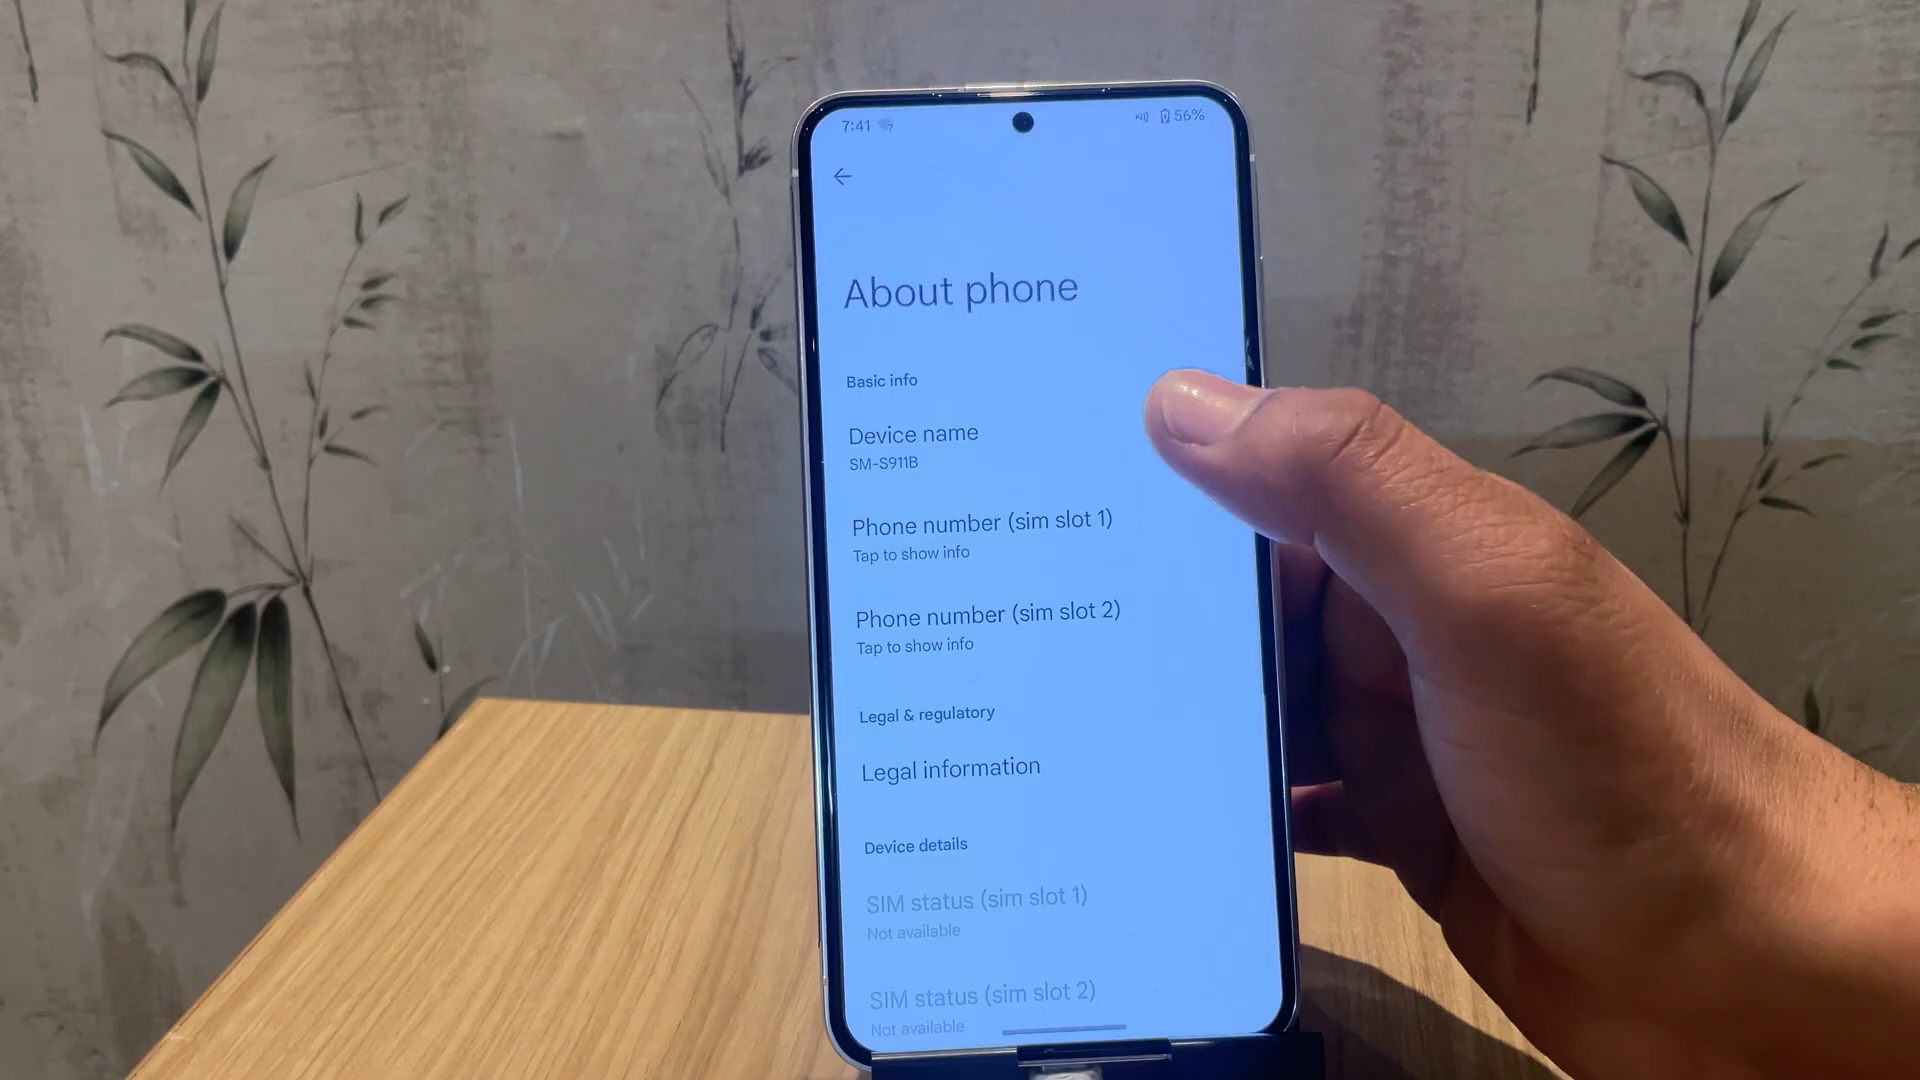 7:41
56%
About phone
Basic info
Device name
SM-S911B
Phone number (sim slot 1)
Tap to show info
Phone number (sim slot 2)
Tap to show info
Legal & regulatory
Legal information
Device details
SIM status (sim slot 1)
Not available
SIM status (sim slot 2)
Not available